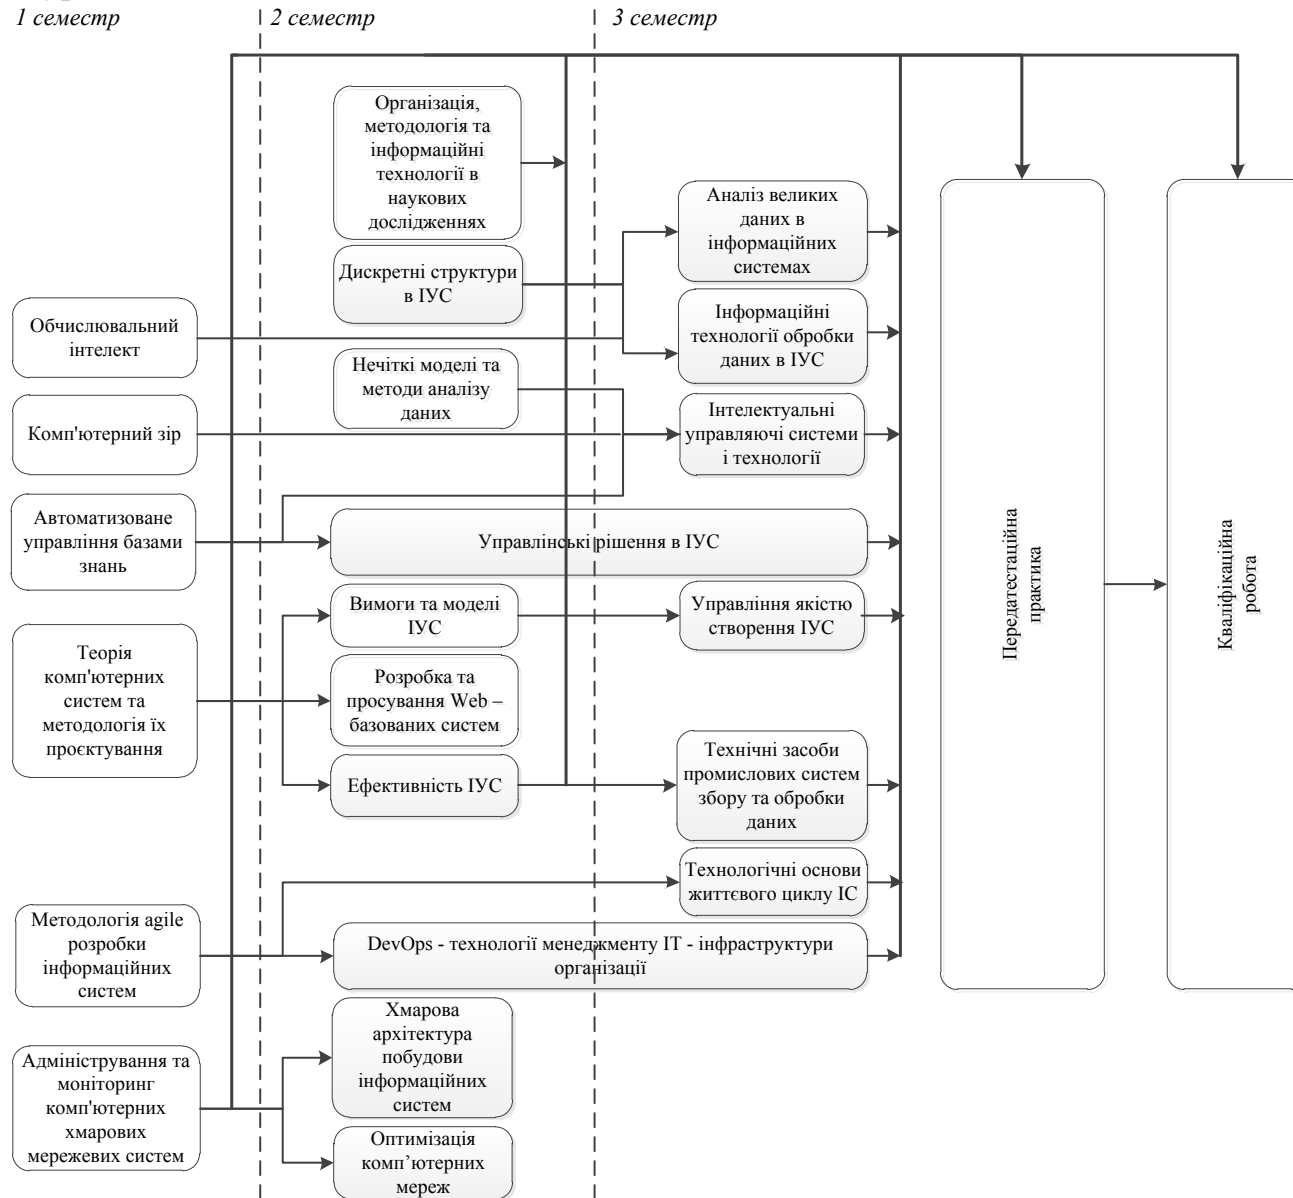 1 семестр
2 семестр
3 семестр
Організація,
методологія та
інформаційні
технології в
наукових
дослідженнях
Аналіз великих
даних в
інформаційних
системах
Дискретні структури
в ІУС
Обчислювальний
інтелект
Інформаційні
технології обробки
даних в ІУС
Нечіткі моделі та
методи аналізу
даних
Комп'ютерний зір
Інтелектуальні
управляючі системи
і технології
Автоматизоване
управління базами
знань
Управлінські рішення в ІУС
Вимоги та моделі
ІУС
Управління якістю
створення ІУС
Теорія
комп'ютерних
систем та
методологія їх
проєктування
Розробка та
просування Web –
базованих систем
Ефективність ІУС
Технічні засоби
промислових систем
збору та обробки
даних
Технологічні основи
життєвого циклу ІС
Методологія agile
розробки
інформаційних
систем
DevOps - технології менеджменту ІТ - інфраструктури
організації
Хмарова
архітектура
побудови
інформаційних
систем
Адміністрування та
моніторинг
комп'ютерних
хмарових
мережевих систем
Оптимізація
комп’ютерних
мереж
Передатестаційна
практика
Кваліфікаційна
робота